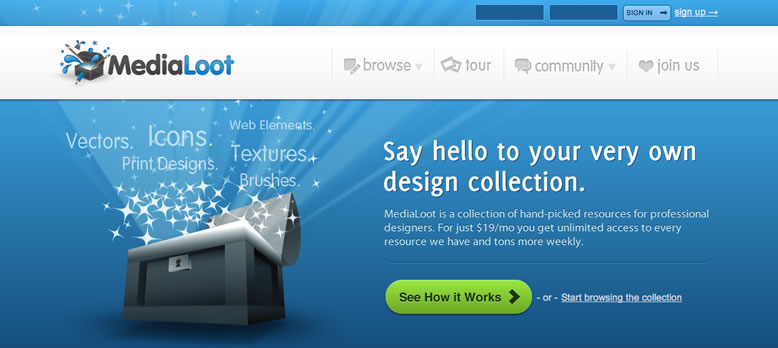 SIGN IN → sign up →
MediaLoot
browse tour community join us
Vectors. Icons. Web Elements.
Print Designs. Textures.
Brushes.
Say hello to your very own
design collection.
MediaLoot is a collection of hand-picked resources for professional
designers. For just $19/mo you get unlimited access to every
resource we have and tons more weekly.
See How it Works - or - Start browsing the collection